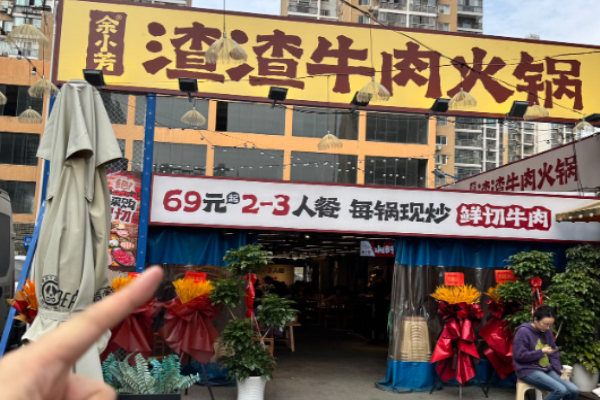 余小芳 渣渣牛肉火锅
渣渣牛肉火锅
69元起 2-3人餐 每锅现炒 鲜切牛肉